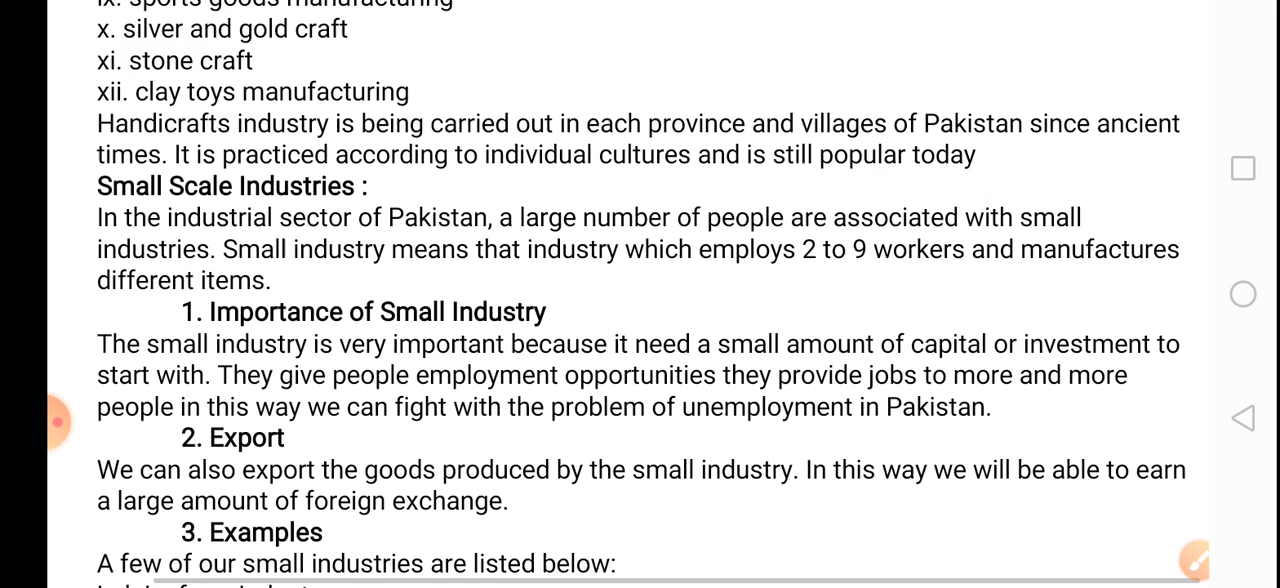 ix. sports goods manufacturing
x. silver and gold craft
xi. stone craft
xii. clay toys manufacturing
Handicrafts industry is being carried out in each province and villages of Pakistan since ancient
times. It is practiced according to individual cultures and is still popular today
Small Scale Industries :
In the industrial sector of Pakistan, a large number of people are associated with small
industries. Small industry means that industry which employs 2 to 9 workers and manufactures
different items.
1. Importance of Small Industry
The small industry is very important because it need a small amount of capital or investment to
start with. They give people employment opportunities they provide jobs to more and more
people in this way we can fight with the problem of unemployment in Pakistan.
2. Export
We can also export the goods produced by the small industry. In this way we will be able to earn
a large amount of foreign exchange.
3. Examples
A few of our small industries are listed below: